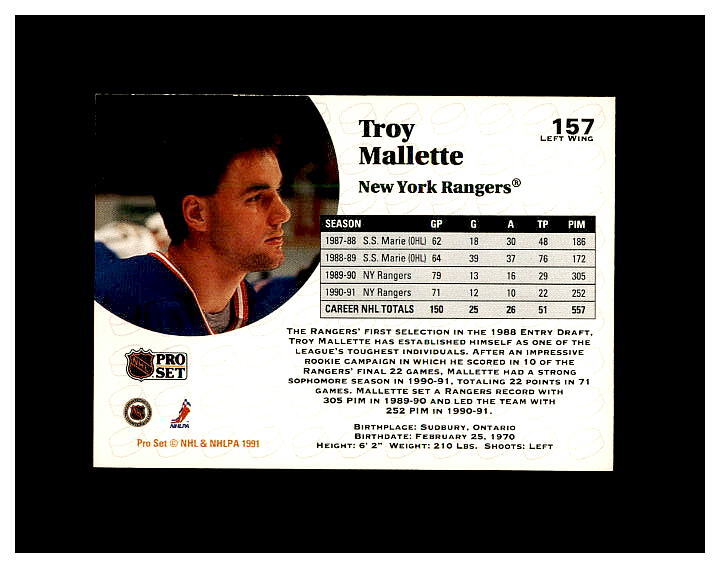 Troy
Mallette
New York Rangers®
157
LEFT WING
SEASON GP G A TP PIM
1987-88 S.S. Marie (OHL) 62 18 30 48 186
1988-89 S.S. Marie (OHL) 64 39 37 76 172
1989-90 NY Rangers 79 13 16 29 305
1990-91 NY Rangers 71 12 10 22 252
CAREER NHL TOTALS 150 25 26 51 557
THE RANGERS' FIRST SELECTION IN THE 1988 ENTRY DRAFT,
TROY MALLETTE HAS ESTABLISHED HIMSELF AS ONE OF THE
LEAGUE'S TOUGHEST INDIVIDUALS. AFTER AN IMPRESSIVE
ROOKIE CAMPAIGN IN WHICH HE SCORED IN 10 OF THE
RANGERS' FINAL 22 GAMES, MALLETTE HAD A STRONG
SOPHOMORE SEASON IN 1990-91, TOTALING 22 POINTS IN 71
GAMES. MALLETTE SET A RANGERS RECORD WITH
305 PIM IN 1989-90 AND LED THE TEAM WITH
252 PIM IN 1990-91.
BIRTHPLACE: SUDBURY, ONTARIO
BIRTHDATE: FEBRUARY 25, 1970
HEIGHT: 6' 2" WEIGHT: 210 LBS. SHOOTS: LEFT
NHL PRO
SET
NHLPA
Pro Set © NHL & NHLPA 1991